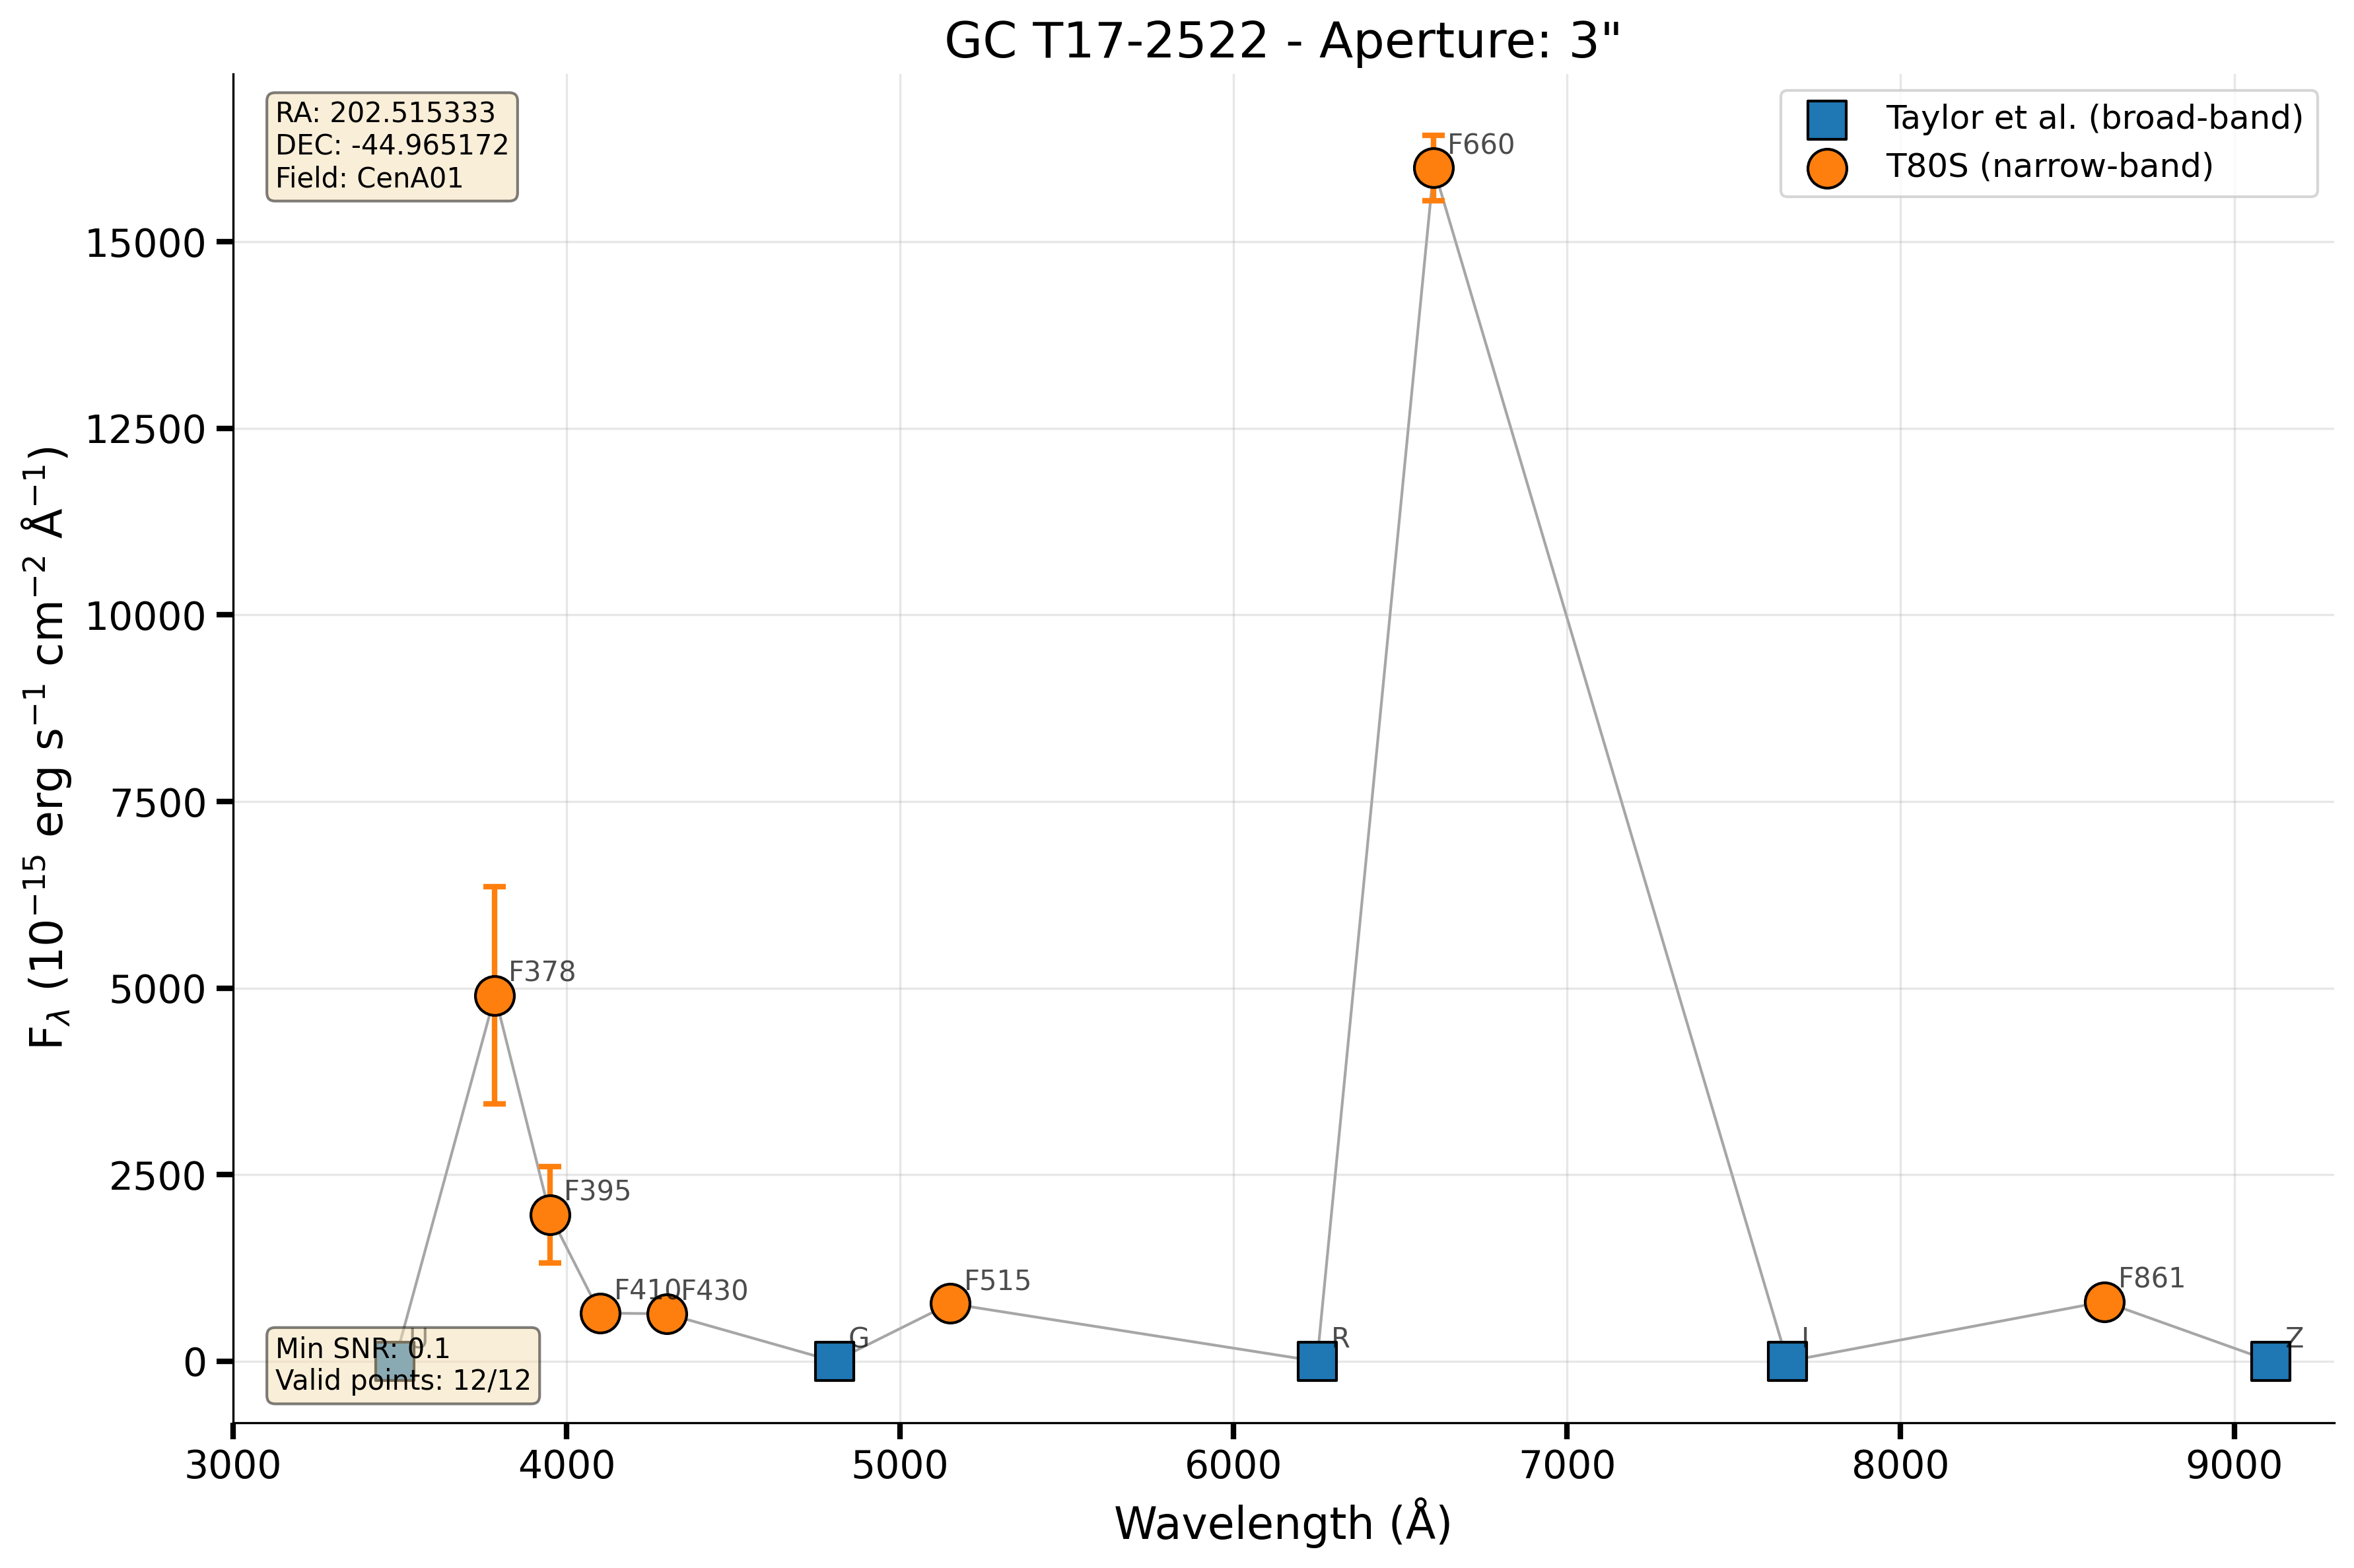 GC T17-2522 - Aperture: 3"
RA: 202.515333
DEC: -44.965172
Field: CenA01
Taylor et al. (broad-band)
T80S (narrow-band)
F660
15000
12500
10000
7500
5000
2500
0
F_λ (10⁻¹⁵ erg s⁻¹ cm⁻² Å⁻¹)
F378
F395
F410
F430
F515
F861
U
G
R
I
Z
Min SNR: 0.1
Valid points: 12/12
3000
4000
5000
6000
7000
8000
9000
Wavelength (Å)